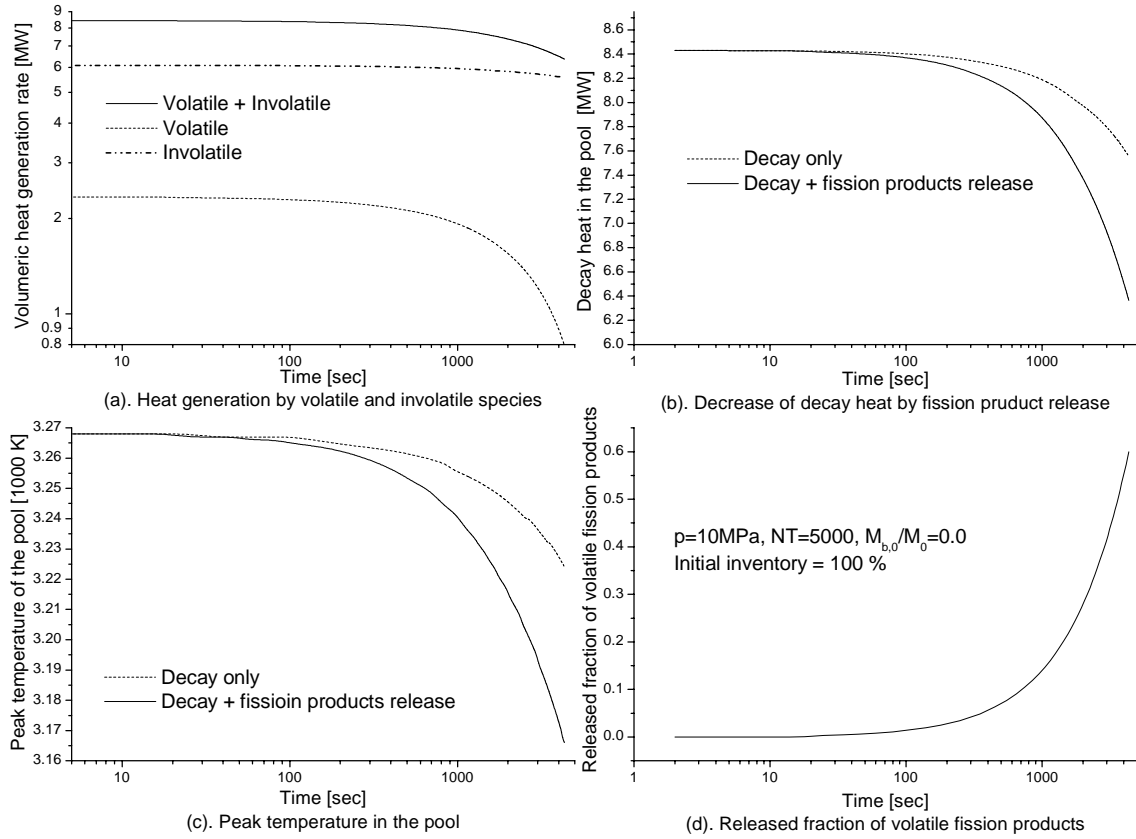 9
8
7
6
5
4
3
2
1
0.9
0.8
Volumeric heat generation rate [MW]
Volatile + Involatile
Volatile
Involatile
10 100 1000
Time [sec]
(a). Heat generation by volatile and involatile species
8.6
8.4
8.2
8.0
7.8
7.6
7.4
7.2
7.0
6.8
6.6
6.4
6.2
6.0
Decay heat in the pool [MW]
Decay only
Decay + fission products release
1 10 100 1000
Time [sec]
(b). Decrease of decay heat by fission pruduct release
3.27
3.26
3.25
3.24
3.23
3.22
3.21
3.20
3.19
3.18
3.17
3.16
Peak temperature of the pool [1000 K]
Decay only
Decay + fissioin products release
10 100 1000
Time [sec]
(c). Peak temperature in the pool
0.6
0.5
0.4
0.3
0.2
0.1
0.0
Released fraction of volatile fission products
p=10MPa, NT=5000, M_b,0/M_0=0.0
Initial inventory = 100 %
1 10 100 1000
Time [sec]
(d). Released fraction of volatile fission products